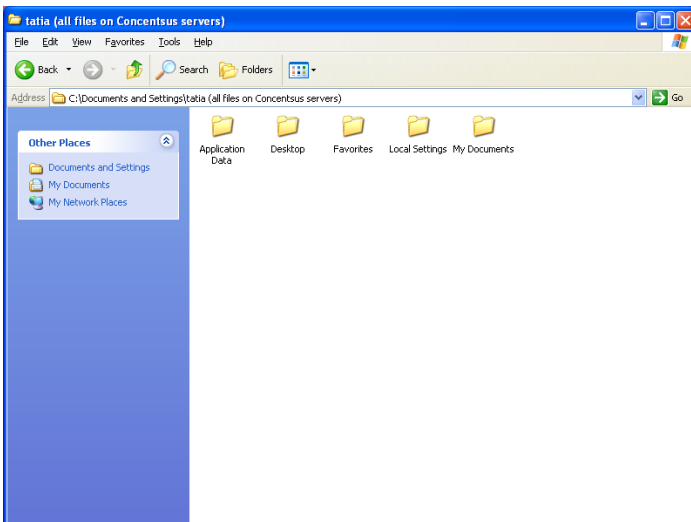 tatia (all files on Concentsus servers)
File Edit View Favorites Tools Help
Back Search Folders
Address C:\Documents and Settings\tatia (all files on Concentsus servers) Go
Other Places
Documents and Settings
My Documents
My Network Places
Application Data
Desktop
Favorites
Local Settings
My Documents